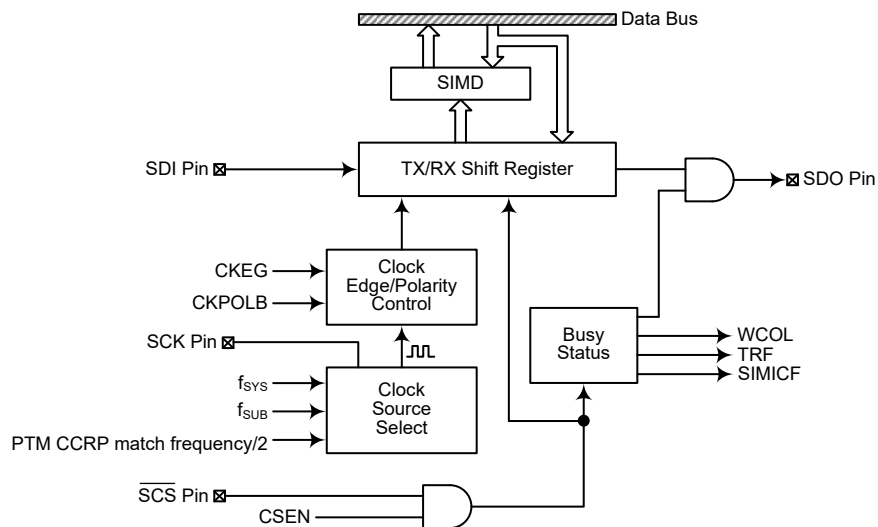 Data Bus
SIMD
SDI Pin
TX/RX Shift Register
SDO Pin
CKEG
CKPOLB
Clock
Edge/Polarity
Control
SCK Pin
Busy
Status
WCOL
TRF
SIMICF
fSYS
fSUB
PTM CCRP match frequency/2
Clock
Source
Select
SCS Pin
CSEN